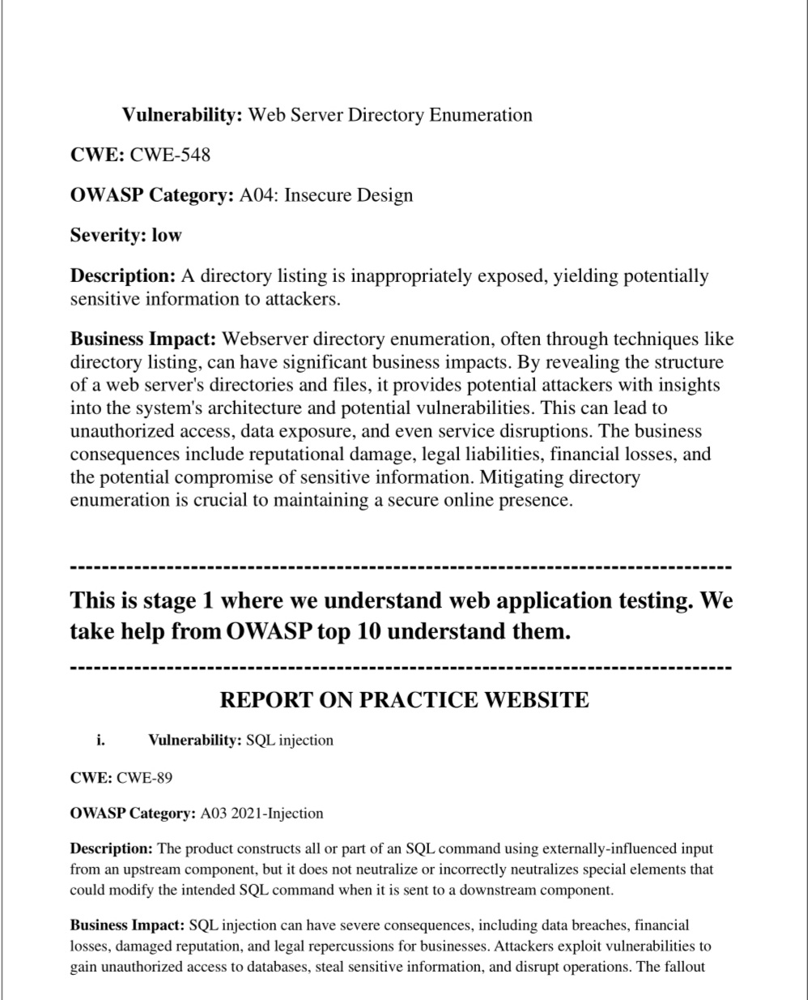 Vulnerability: Web Server Directory Enumeration
CWE: CWE-548
OWASP Category: A04: Insecure Design
Severity: low
Description: A directory listing is inappropriately exposed, yielding potentially
sensitive information to attackers.
Business Impact: Webserver directory enumeration, often through techniques like
directory listing, can have significant business impacts. By revealing the structure
of a web server's directories and files, it provides potential attackers with insights
into the system's architecture and potential vulnerabilities. This can lead to
unauthorized access, data exposure, and even service disruptions. The business
consequences include reputational damage, legal liabilities, financial losses, and
the potential compromise of sensitive information. Mitigating directory
enumeration is crucial to maintaining a secure online presence.
-----------------------------------------------------------------------------------
This is stage 1 where we understand web application testing. We
take help from OWASP top 10 understand them.
-----------------------------------------------------------------------------------
REPORT ON PRACTICE WEBSITE
i. Vulnerability: SQL injection
CWE: CWE-89
OWASP Category: A03 2021-Injection
Description: The product constructs all or part of an SQL command using externally-influenced input
from an upstream component, but it does not neutralize or incorrectly neutralizes special elements that
could modify the intended SQL command when it is sent to a downstream component.
Business Impact: SQL injection can have severe consequences, including data breaches, financial
losses, damaged reputation, and legal repercussions for businesses. Attackers exploit vulnerabilities to
gain unauthorized access to databases, steal sensitive information, and disrupt operations. The fallout